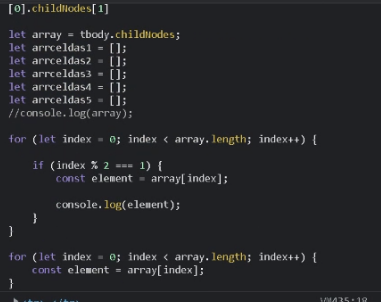 [0].childNodes[1]
let array = tbody.childNodes;
let arrceldas1 = [];
let arrceldas2 = [];
let arrceldas3 = [];
let arrceldas4 = [];
let arrceldas5 = [];
//console.log(array);
for (let index = 0; index < array.length; index++) {
if (index % 2 === 1) {
const element = array[index];
console.log(element);
}
}
for (let index = 0; index < array.length; index++) {
const element = array[index];
}
VM435:18